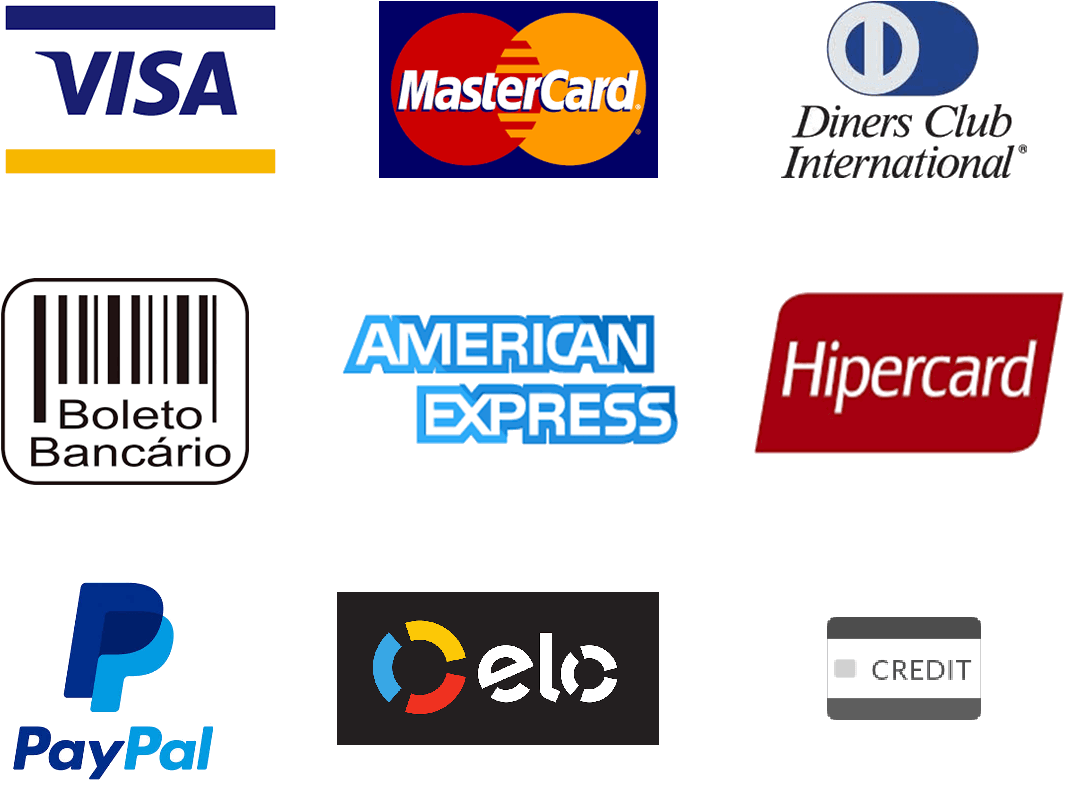 VISA
MasterCard®
®
Diners Club
International®
Boleto
Bancário
AMERICAN
EXPRESS
Hipercard
PayPal
elo
CREDIT